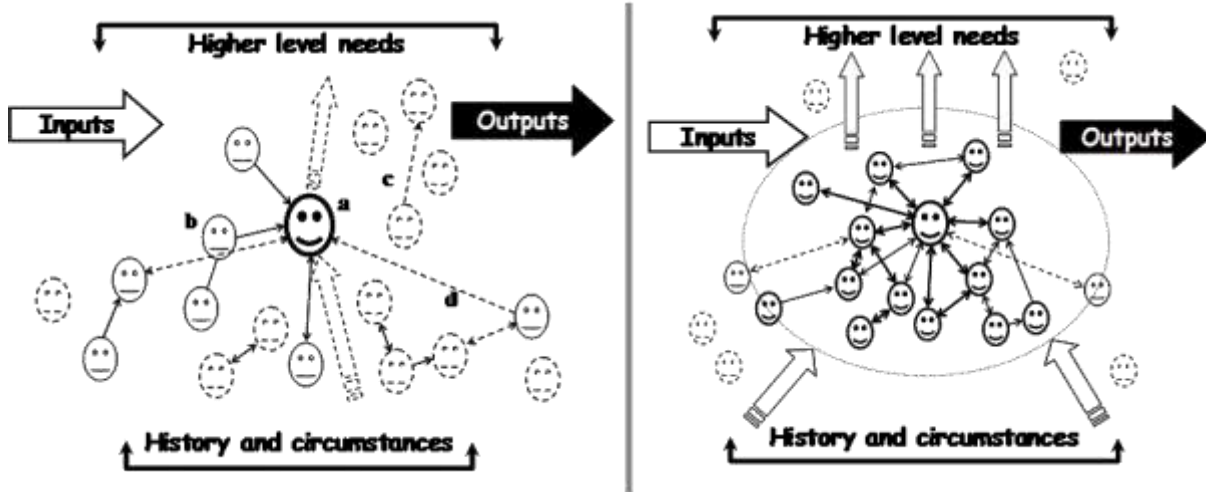 Higher level needs
Inputs
Outputs
a
b
c
d
History and circumstances
Higher level needs
Inputs
Outputs
History and circumstances